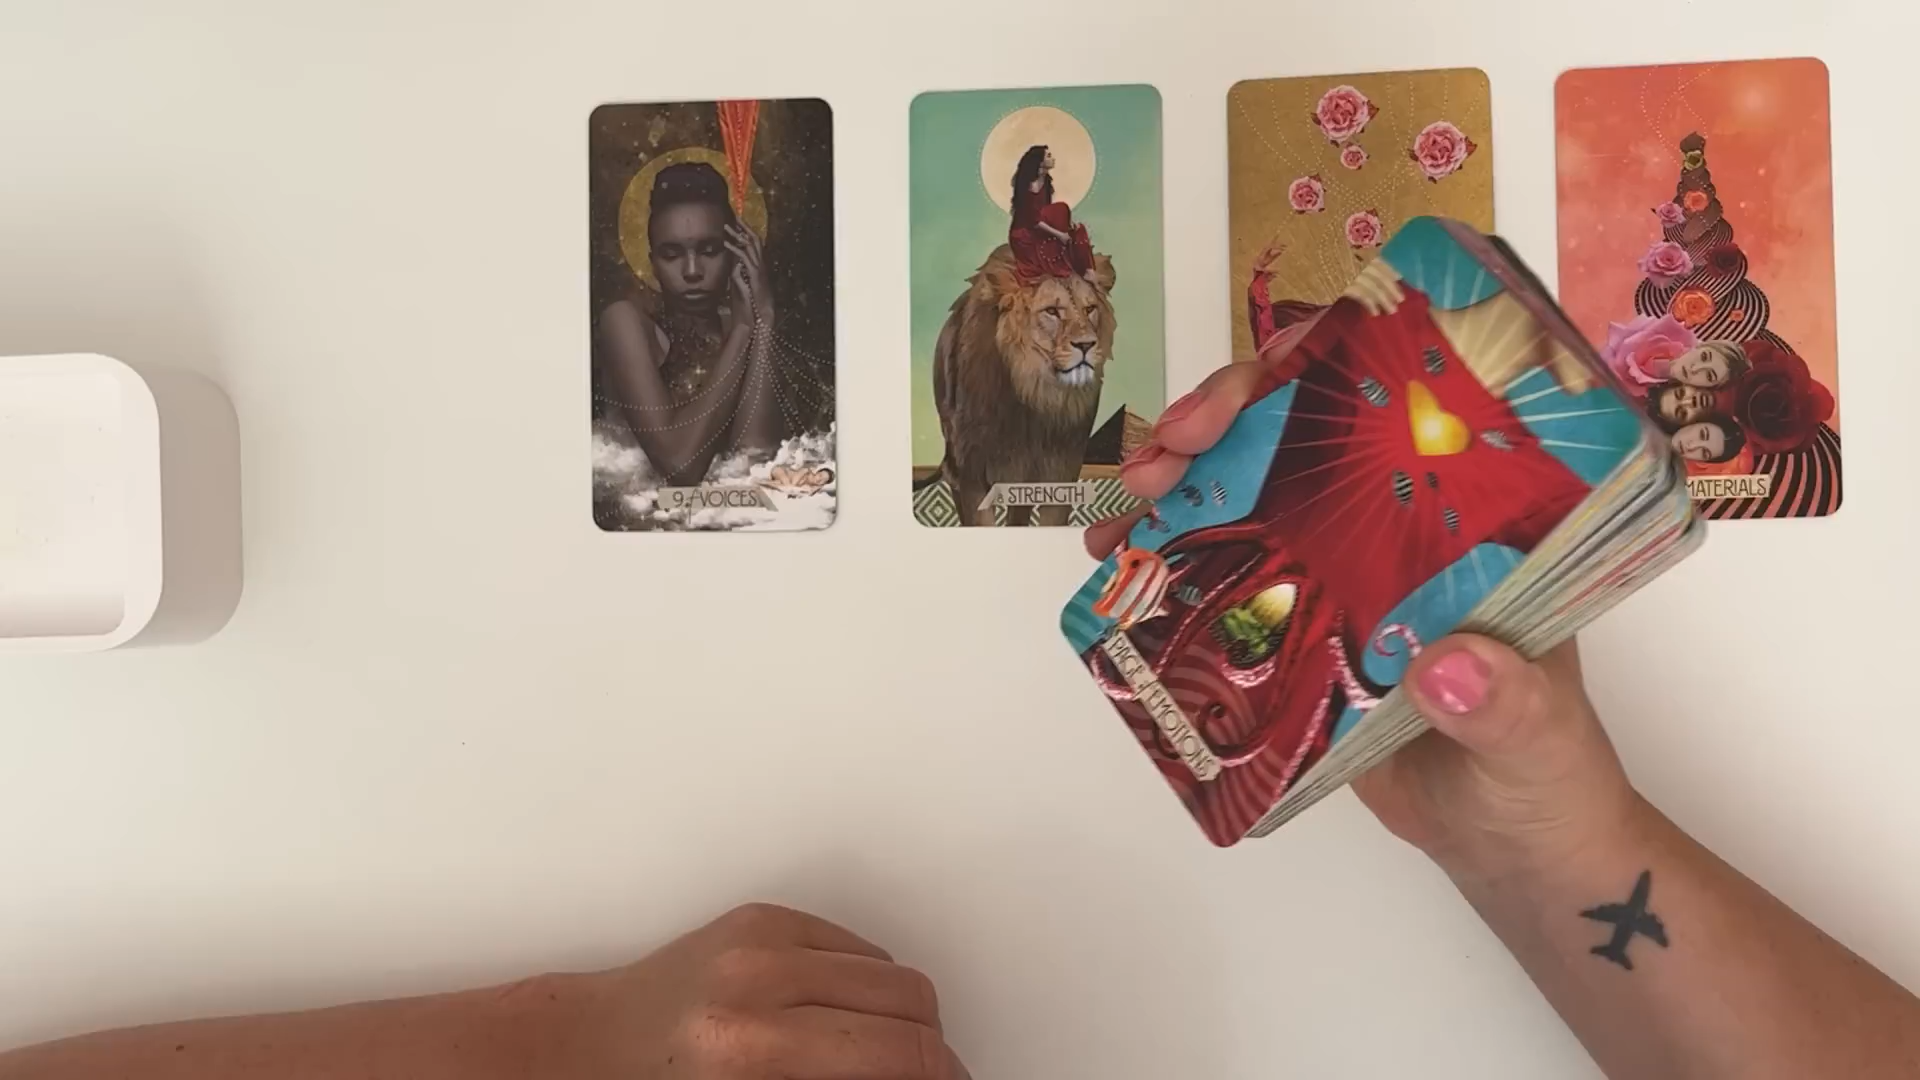 9 of VOICES
8 STRENGTH
MATERIALS
PAGE of EMOTIONS